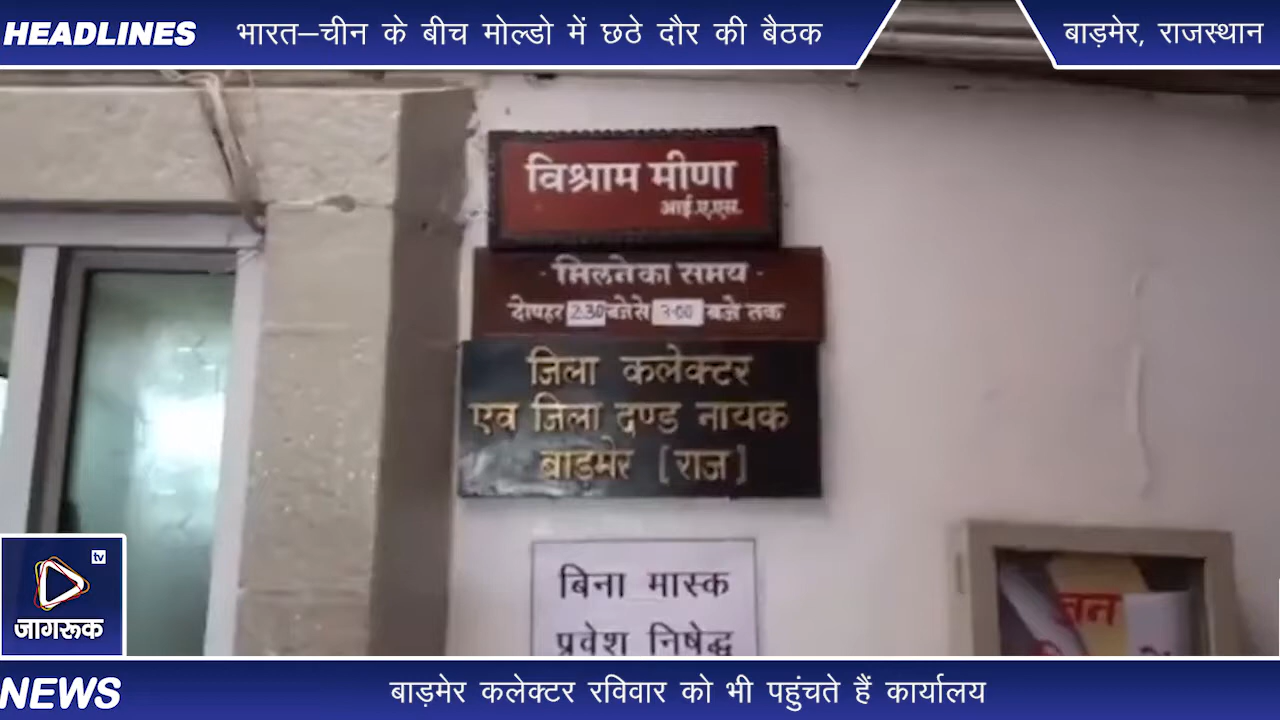 HEADLINES भारत–चीन के बीच मोल्डो में छठे दौर की बैठक
बाड़मेर, राजस्थान
विश्राम मीणा
आई.ए.एस.
- मिलने का समय -
दोपहर 2.30 बजे से 3.00 बजे तक
जिला कलेक्टर
एव जिला दण्ड नायक
बाड़मेर [राज]
बिना मास्क
प्रवेश निषेद्ध
जन
tv
जागरूक
NEWS बाड़मेर कलेक्टर रविवार को भी पहुंचते हैं कार्यालय